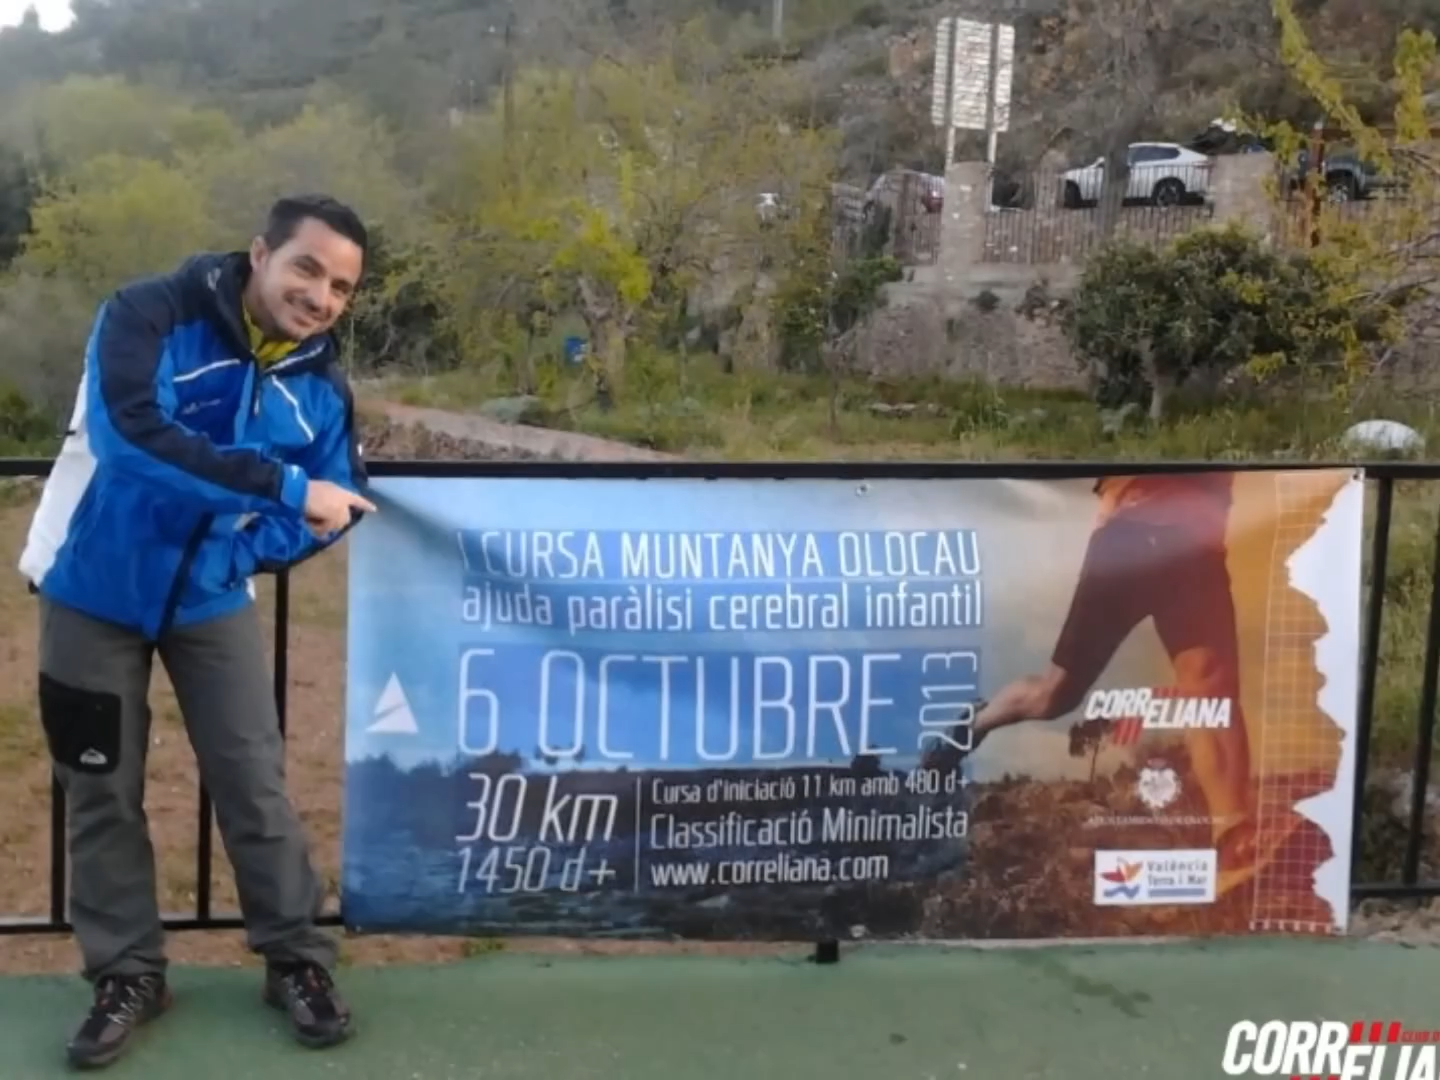 I CURSA MUNTANYA OLOCAU
ajuda paràlisi cerebral infantil
6 OCTUBRE 2013
30 km
1450 d+
Cursa d'iniciació 11 km amb 480 d+
Classificació Minimalista
www.correliana.com
CORRELIANA
València
Terra i Mar
CORRELIA